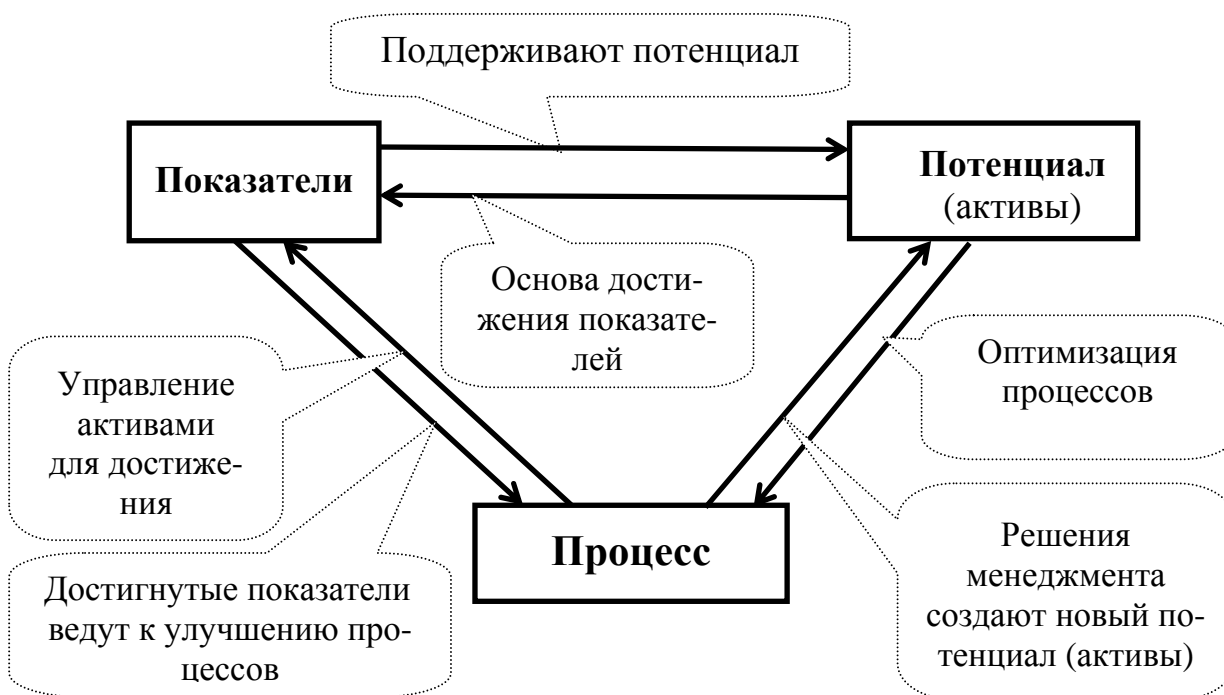 Поддерживают потенциал
Показатели
Потенциал
(активы)
Основа дости-
жения показате-
лей
Управление
активами
для достиже-
ния
Оптимизация
процессов
Процесс
Достигнутые показатели
ведут к улучшению про-
цессов
Решения
менеджмента
создают новый по-
тенциал (активы)